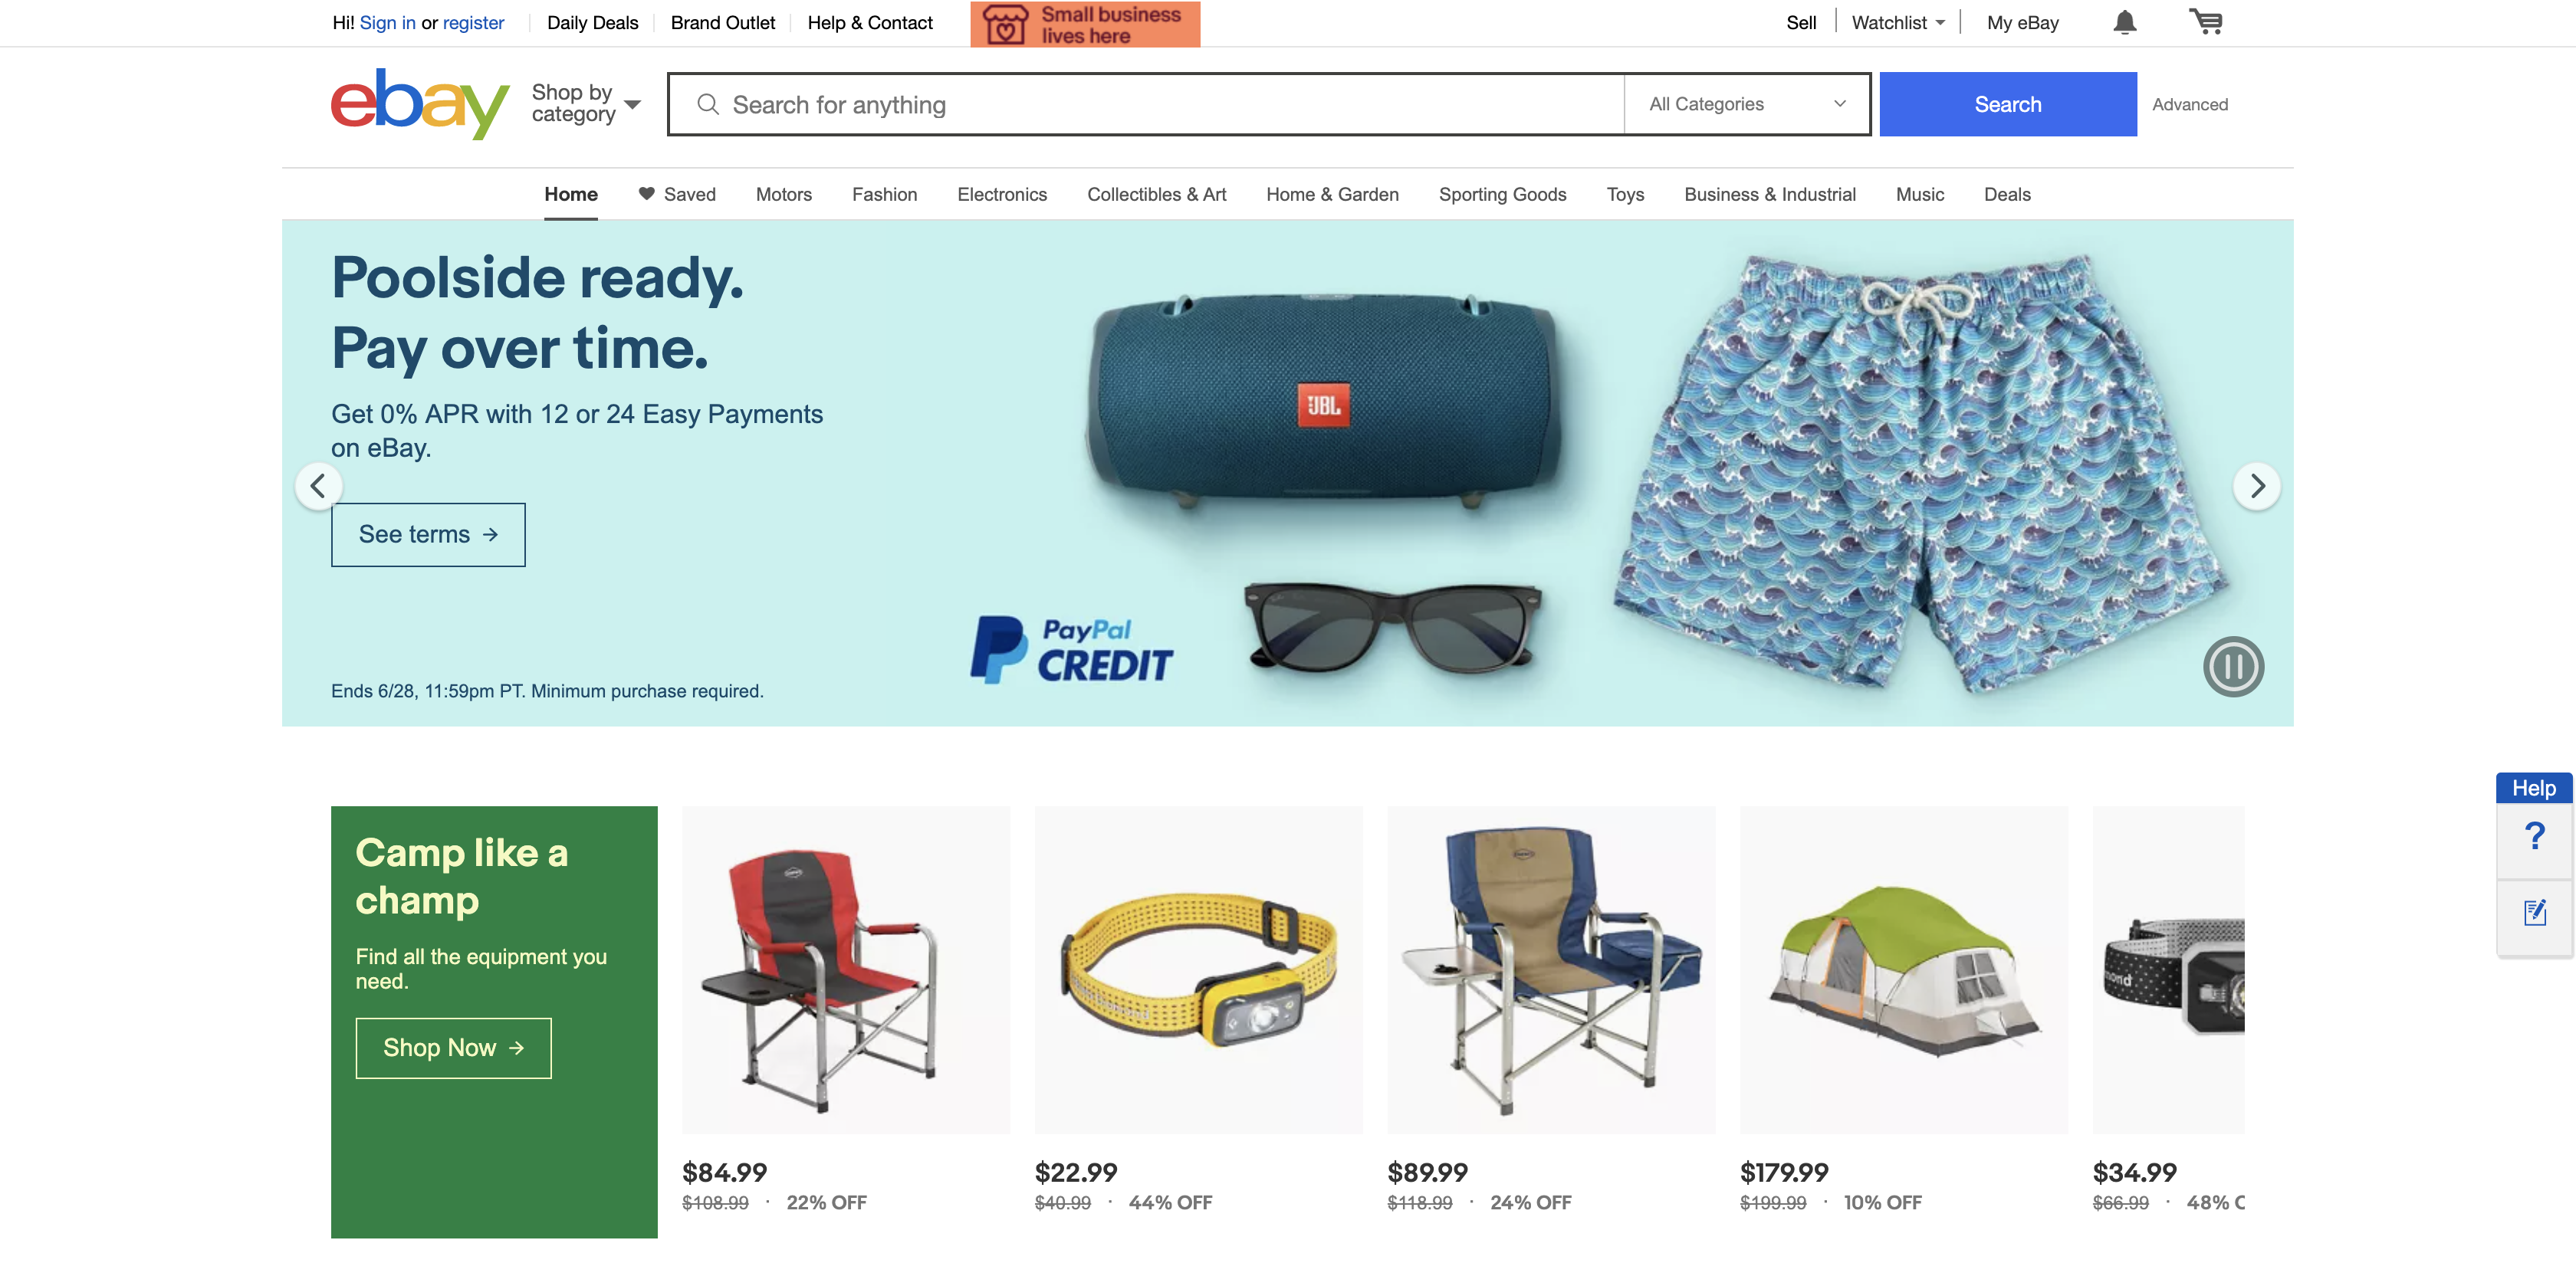 Hi! Sign in or register
Daily Deals
Brand Outlet
Help & Contact
Small business
lives here
Sell
Watchlist
My eBay
ebay
Shop by
category
Search for anything
All Categories
Search
Advanced
Home
Saved
Motors
Fashion
Electronics
Collectibles & Art
Home & Garden
Sporting Goods
Toys
Business & Industrial
Music
Deals
Poolside ready.
Pay over time.
Get 0% APR with 12 or 24 Easy Payments
on eBay.
See terms
Ends 6/28, 11:59pm PT. Minimum purchase required.
JBL
PayPal
CREDIT
Help
?
Camp like a
champ
Find all the equipment you
need.
Shop Now
$84.99
$108.99 · 22% OFF
$22.99
$40.99 · 44% OFF
$89.99
$118.99 · 24% OFF
$179.99
$199.99 · 10% OFF
$34.99
$66.99 · 48% O